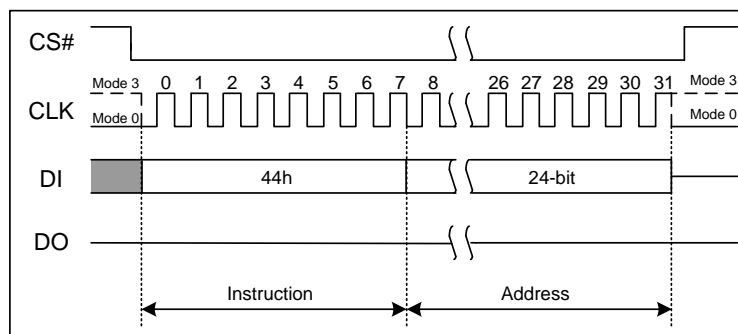 CS#
Mode 3 0 1 2 3 4 5 6 7 8 26 27 28 29 30 31 Mode 3
CLK
Mode 0 Mode 0
DI 44h 24-bit
DO
Instruction Address